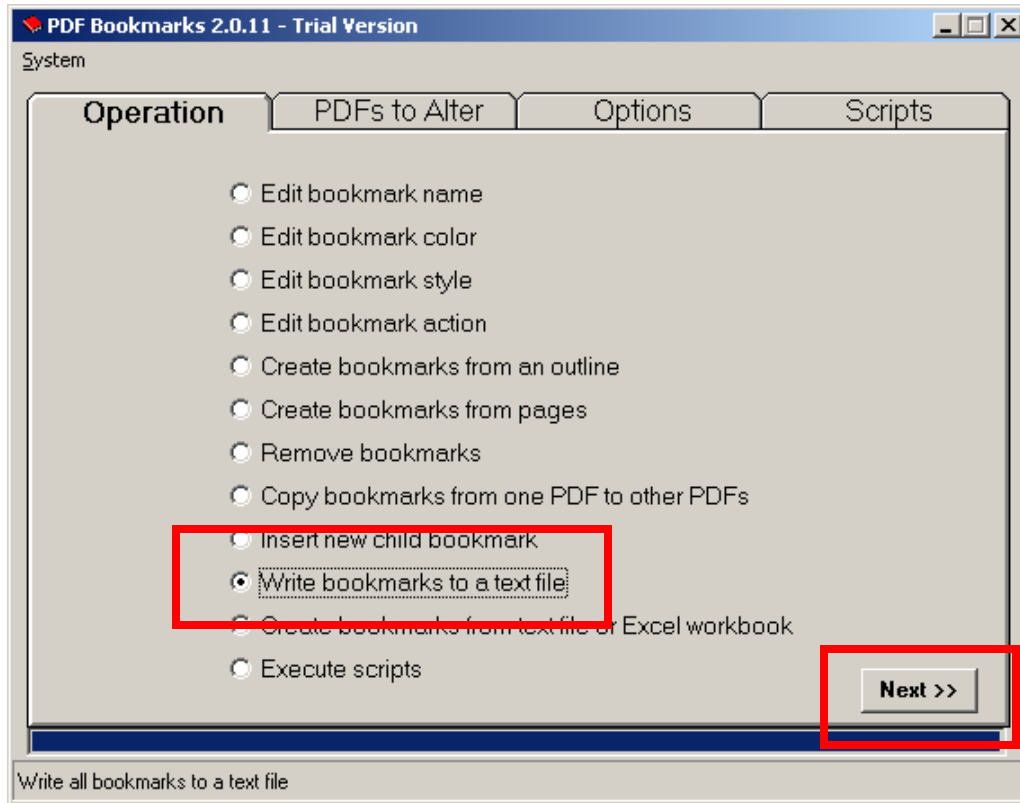 PDF Bookmarks 2.0.11 - Trial Version
System
Operation PDFs to Alter Options Scripts
Edit bookmark name
Edit bookmark color
Edit bookmark style
Edit bookmark action
Create bookmarks from an outline
Create bookmarks from pages
Remove bookmarks
Copy bookmarks from one PDF to other PDFs
Insert new child bookmark
Write bookmarks to a text file
Create bookmarks from text file or Excel workbook
Execute scripts
Next >>
Write all bookmarks to a text file